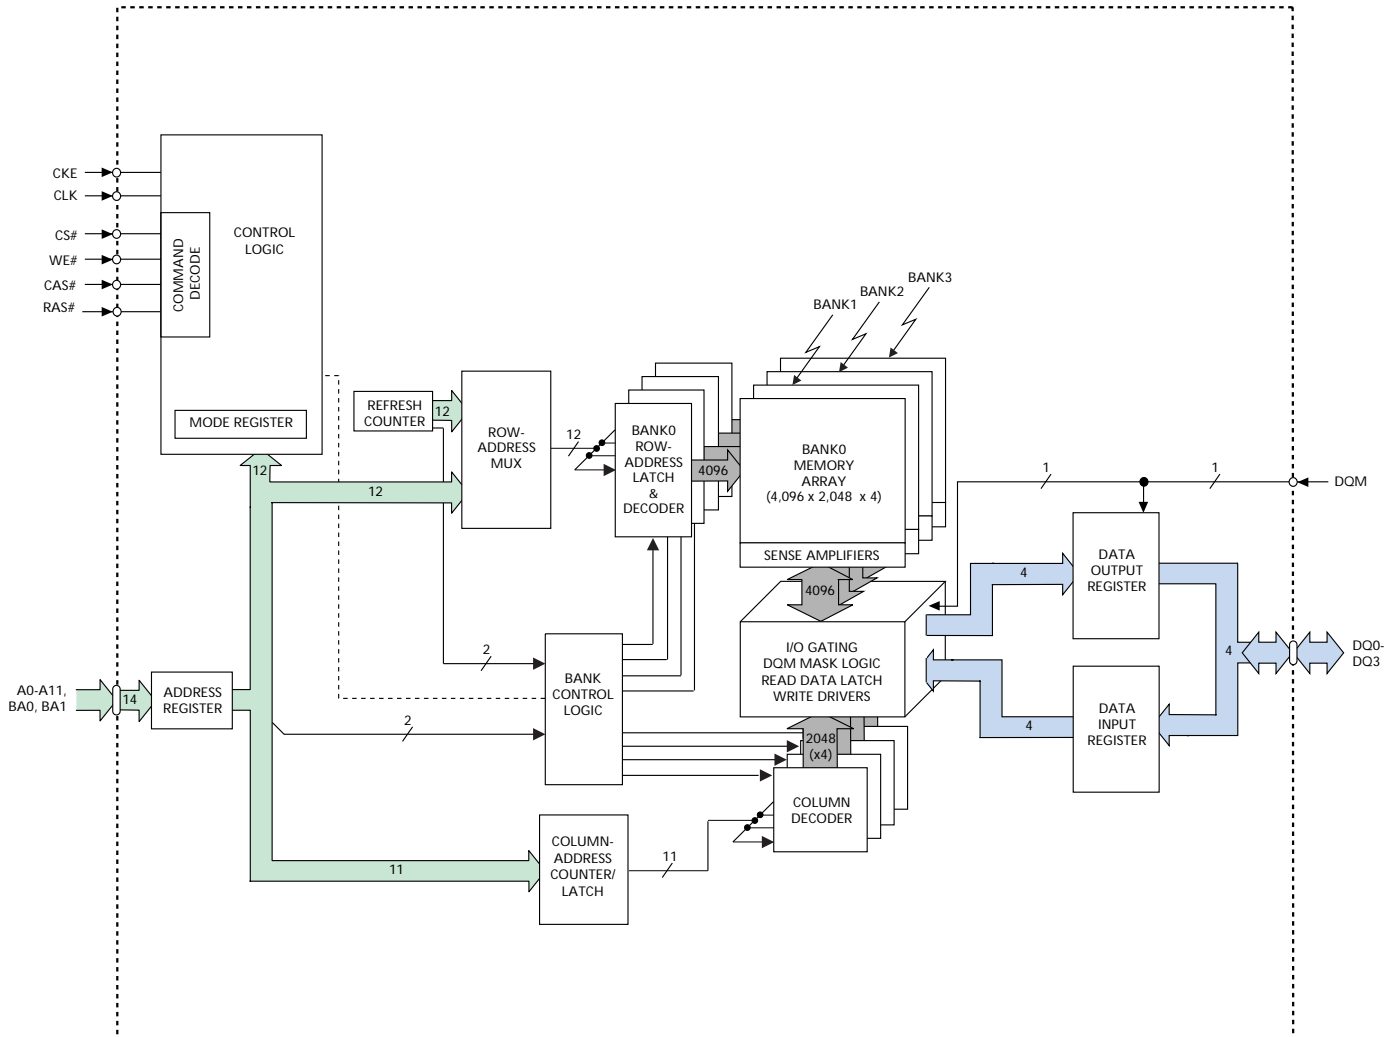 CKE
CLK
CS#
WE#
CAS#
RAS#
COMMAND
DECODE
CONTROL
LOGIC
MODE REGISTER
12
12
REFRESH
COUNTER
12
ROW-
ADDRESS
MUX
12
BANK0
ROW-
ADDRESS
LATCH
&
DECODER
4096
BANK1
BANK2
BANK3
BANK0
MEMORY
ARRAY
(4,096 x 2,048 x 4)
SENSE AMPLIFIERS
4096
I/O GATING
DQM MASK LOGIC
READ DATA LATCH
WRITE DRIVERS
1
1
DQM
DATA
OUTPUT
REGISTER
4
4
DQ0-
DQ3
DATA
INPUT
REGISTER
4
A0-A11,
BA0, BA1
14
ADDRESS
REGISTER
2
2
BANK
CONTROL
LOGIC
2048
(x4)
COLUMN
DECODER
11
COLUMN-
ADDRESS
COUNTER/
LATCH
11